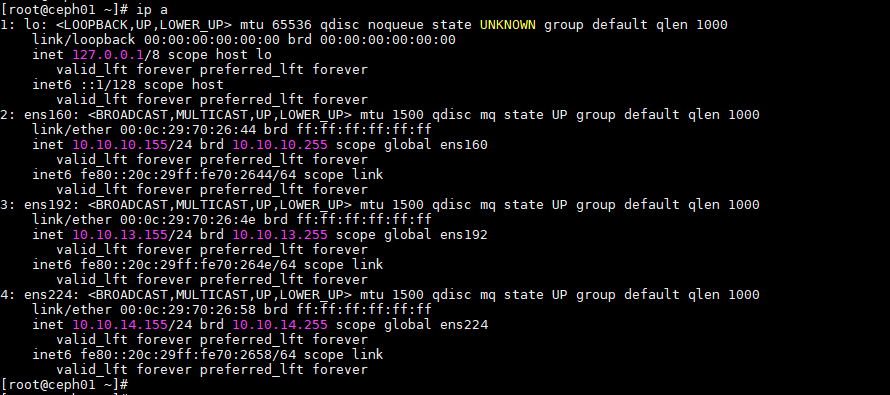 [root@ceph01 ~]# ip a
1: lo: <LOOPBACK,UP,LOWER_UP> mtu 65536 qdisc noqueue state UNKNOWN group default qlen 1000
    link/loopback 00:00:00:00:00:00 brd 00:00:00:00:00:00
    inet 127.0.0.1/8 scope host lo
       valid_lft forever preferred_lft forever
    inet6 ::1/128 scope host
       valid_lft forever preferred_lft forever
2: ens160: <BROADCAST,MULTICAST,UP,LOWER_UP> mtu 1500 qdisc mq state UP group default qlen 1000
    link/ether 00:0c:29:70:26:44 brd ff:ff:ff:ff:ff:ff
    inet 10.10.10.155/24 brd 10.10.10.255 scope global ens160
       valid_lft forever preferred_lft forever
    inet6 fe80::20c:29ff:fe70:2644/64 scope link
       valid_lft forever preferred_lft forever
3: ens192: <BROADCAST,MULTICAST,UP,LOWER_UP> mtu 1500 qdisc mq state UP group default qlen 1000
    link/ether 00:0c:29:70:26:4e brd ff:ff:ff:ff:ff:ff
    inet 10.10.13.155/24 brd 10.10.13.255 scope global ens192
       valid_lft forever preferred_lft forever
    inet6 fe80::20c:29ff:fe70:264e/64 scope link
       valid_lft forever preferred_lft forever
4: ens224: <BROADCAST,MULTICAST,UP,LOWER_UP> mtu 1500 qdisc mq state UP group default qlen 1000
    link/ether 00:0c:29:70:26:58 brd ff:ff:ff:ff:ff:ff
    inet 10.10.14.155/24 brd 10.10.14.255 scope global ens224
       valid_lft forever preferred_lft forever
    inet6 fe80::20c:29ff:fe70:2658/64 scope link
       valid_lft forever preferred_lft forever
[root@ceph01 ~]#